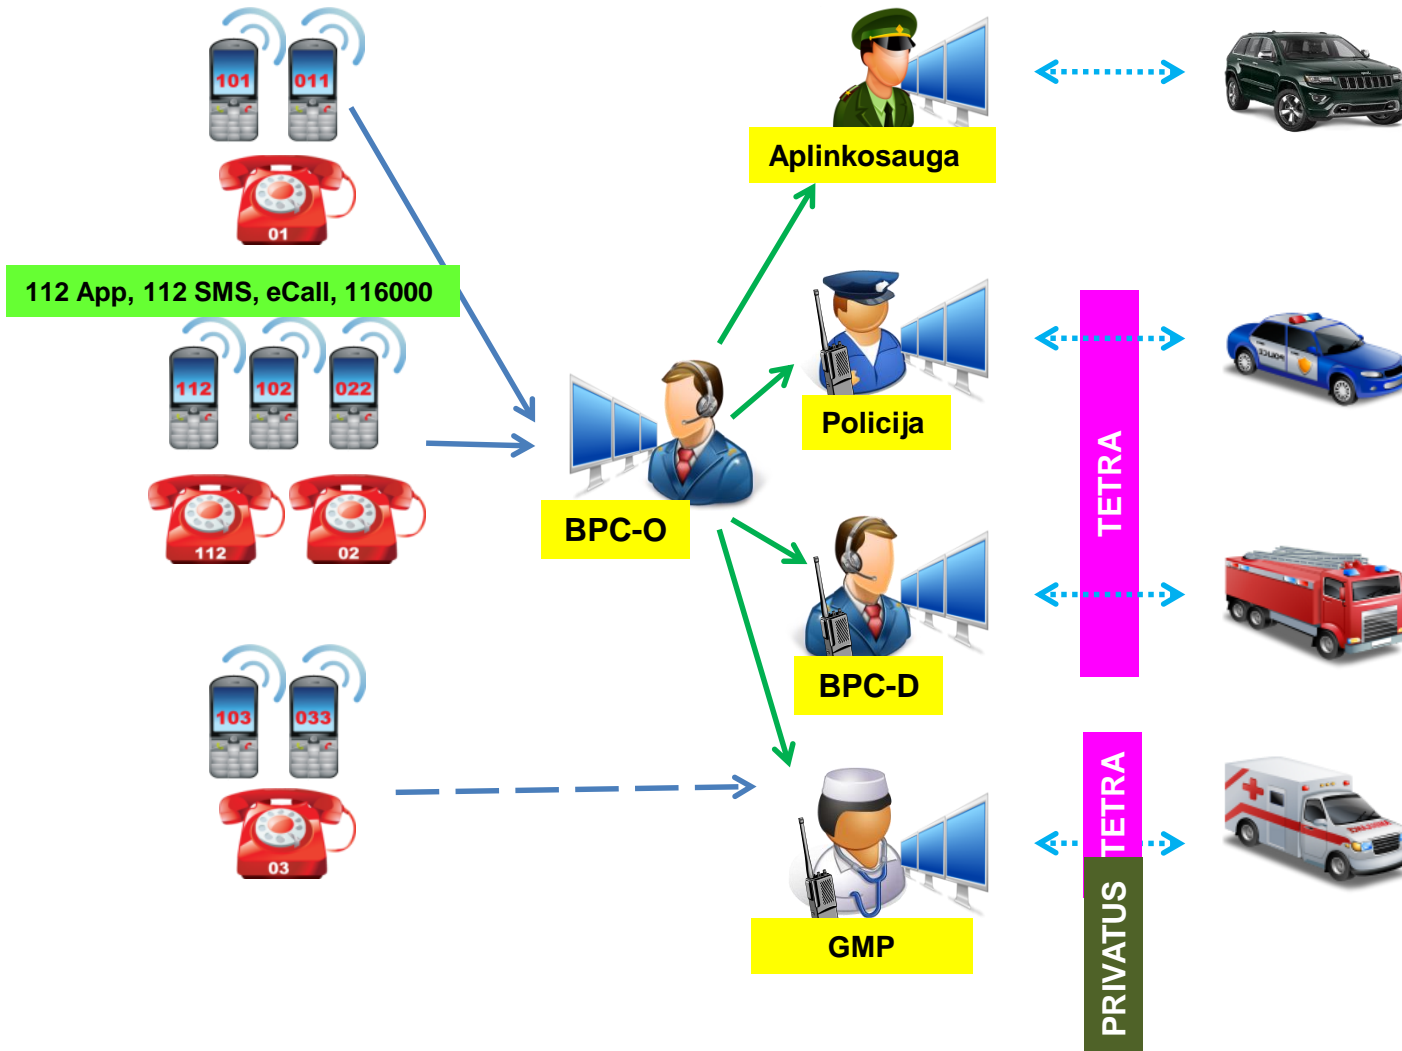 101
011
01
112 App, 112 SMS, eCall, 116000
112
102
022
112
02
103
033
03
BPC-O
Aplinkosauga
Policija
BPC-D
GMP
TETRA
TETRA
PRIVATUS
POLICE